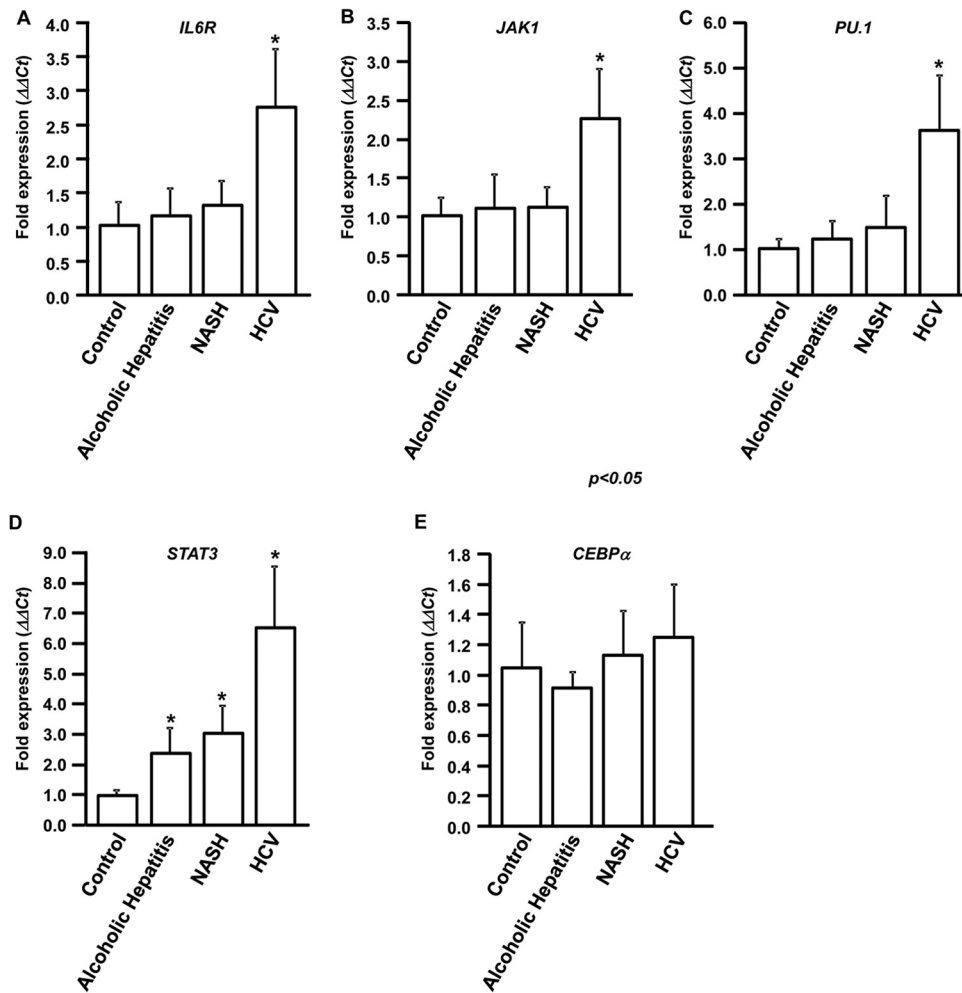 A
IL6R
Fold expression (ΔΔCt)
4.0
3.5
3.0
2.5
2.0
1.5
1.0
0.5
0.0
*
Control
Alcoholic Hepatitis
NASH
HCV
B
JAK1
Fold expression (ΔΔCt)
3.5
3.0
2.5
2.0
1.5
1.0
0.5
0.0
*
Control
Alcoholic Hepatitis
NASH
HCV
C
PU.1
Fold expression (ΔΔCt)
6.0
5.0
4.0
3.0
2.0
1.0
0.0
*
Control
Alcoholic Hepatitis
NASH
HCV
p<0.05
D
STAT3
Fold expression (ΔΔCt)
9.0
8.0
7.0
6.0
5.0
4.0
3.0
2.0
1.0
0.0
*
*
*
Control
Alcoholic Hepatitis
NASH
HCV
E
CEBPα
Fold expression (ΔΔCt)
1.8
1.6
1.4
1.2
1.0
0.8
0.6
0.4
0.2
0.0
Control
Alcoholic Hepatitis
NASH
HCV